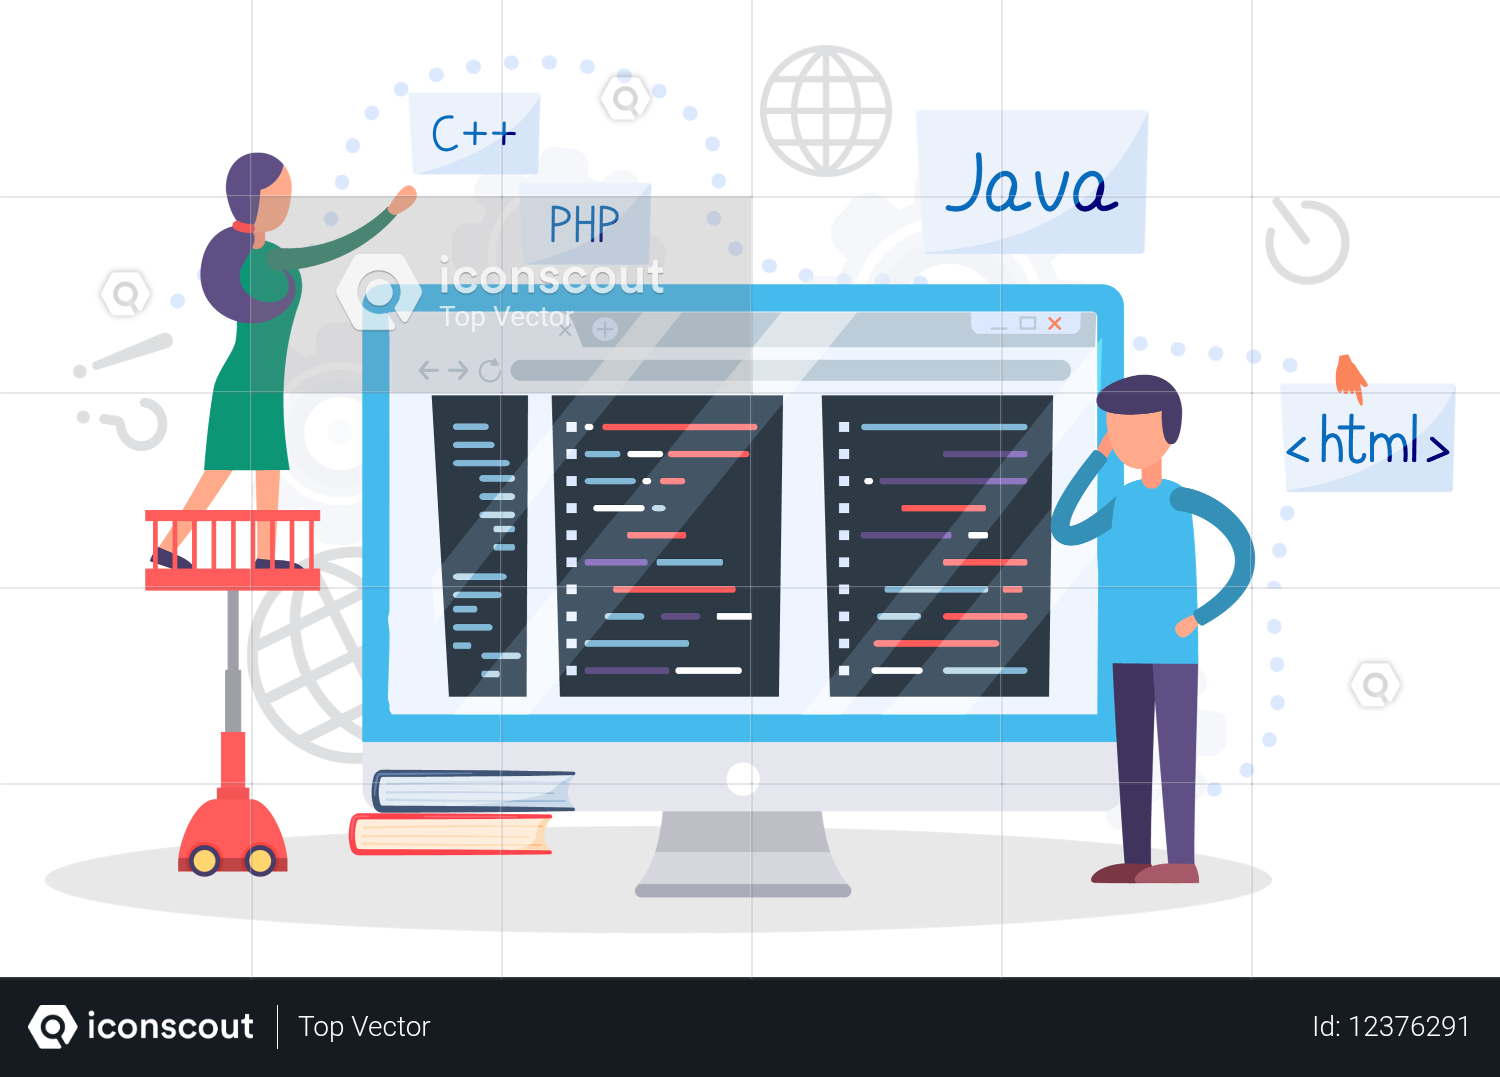 C++
PHP
Java
iconscout
Top Vector
<html>
iconscout
Top Vector
Id: 12376291